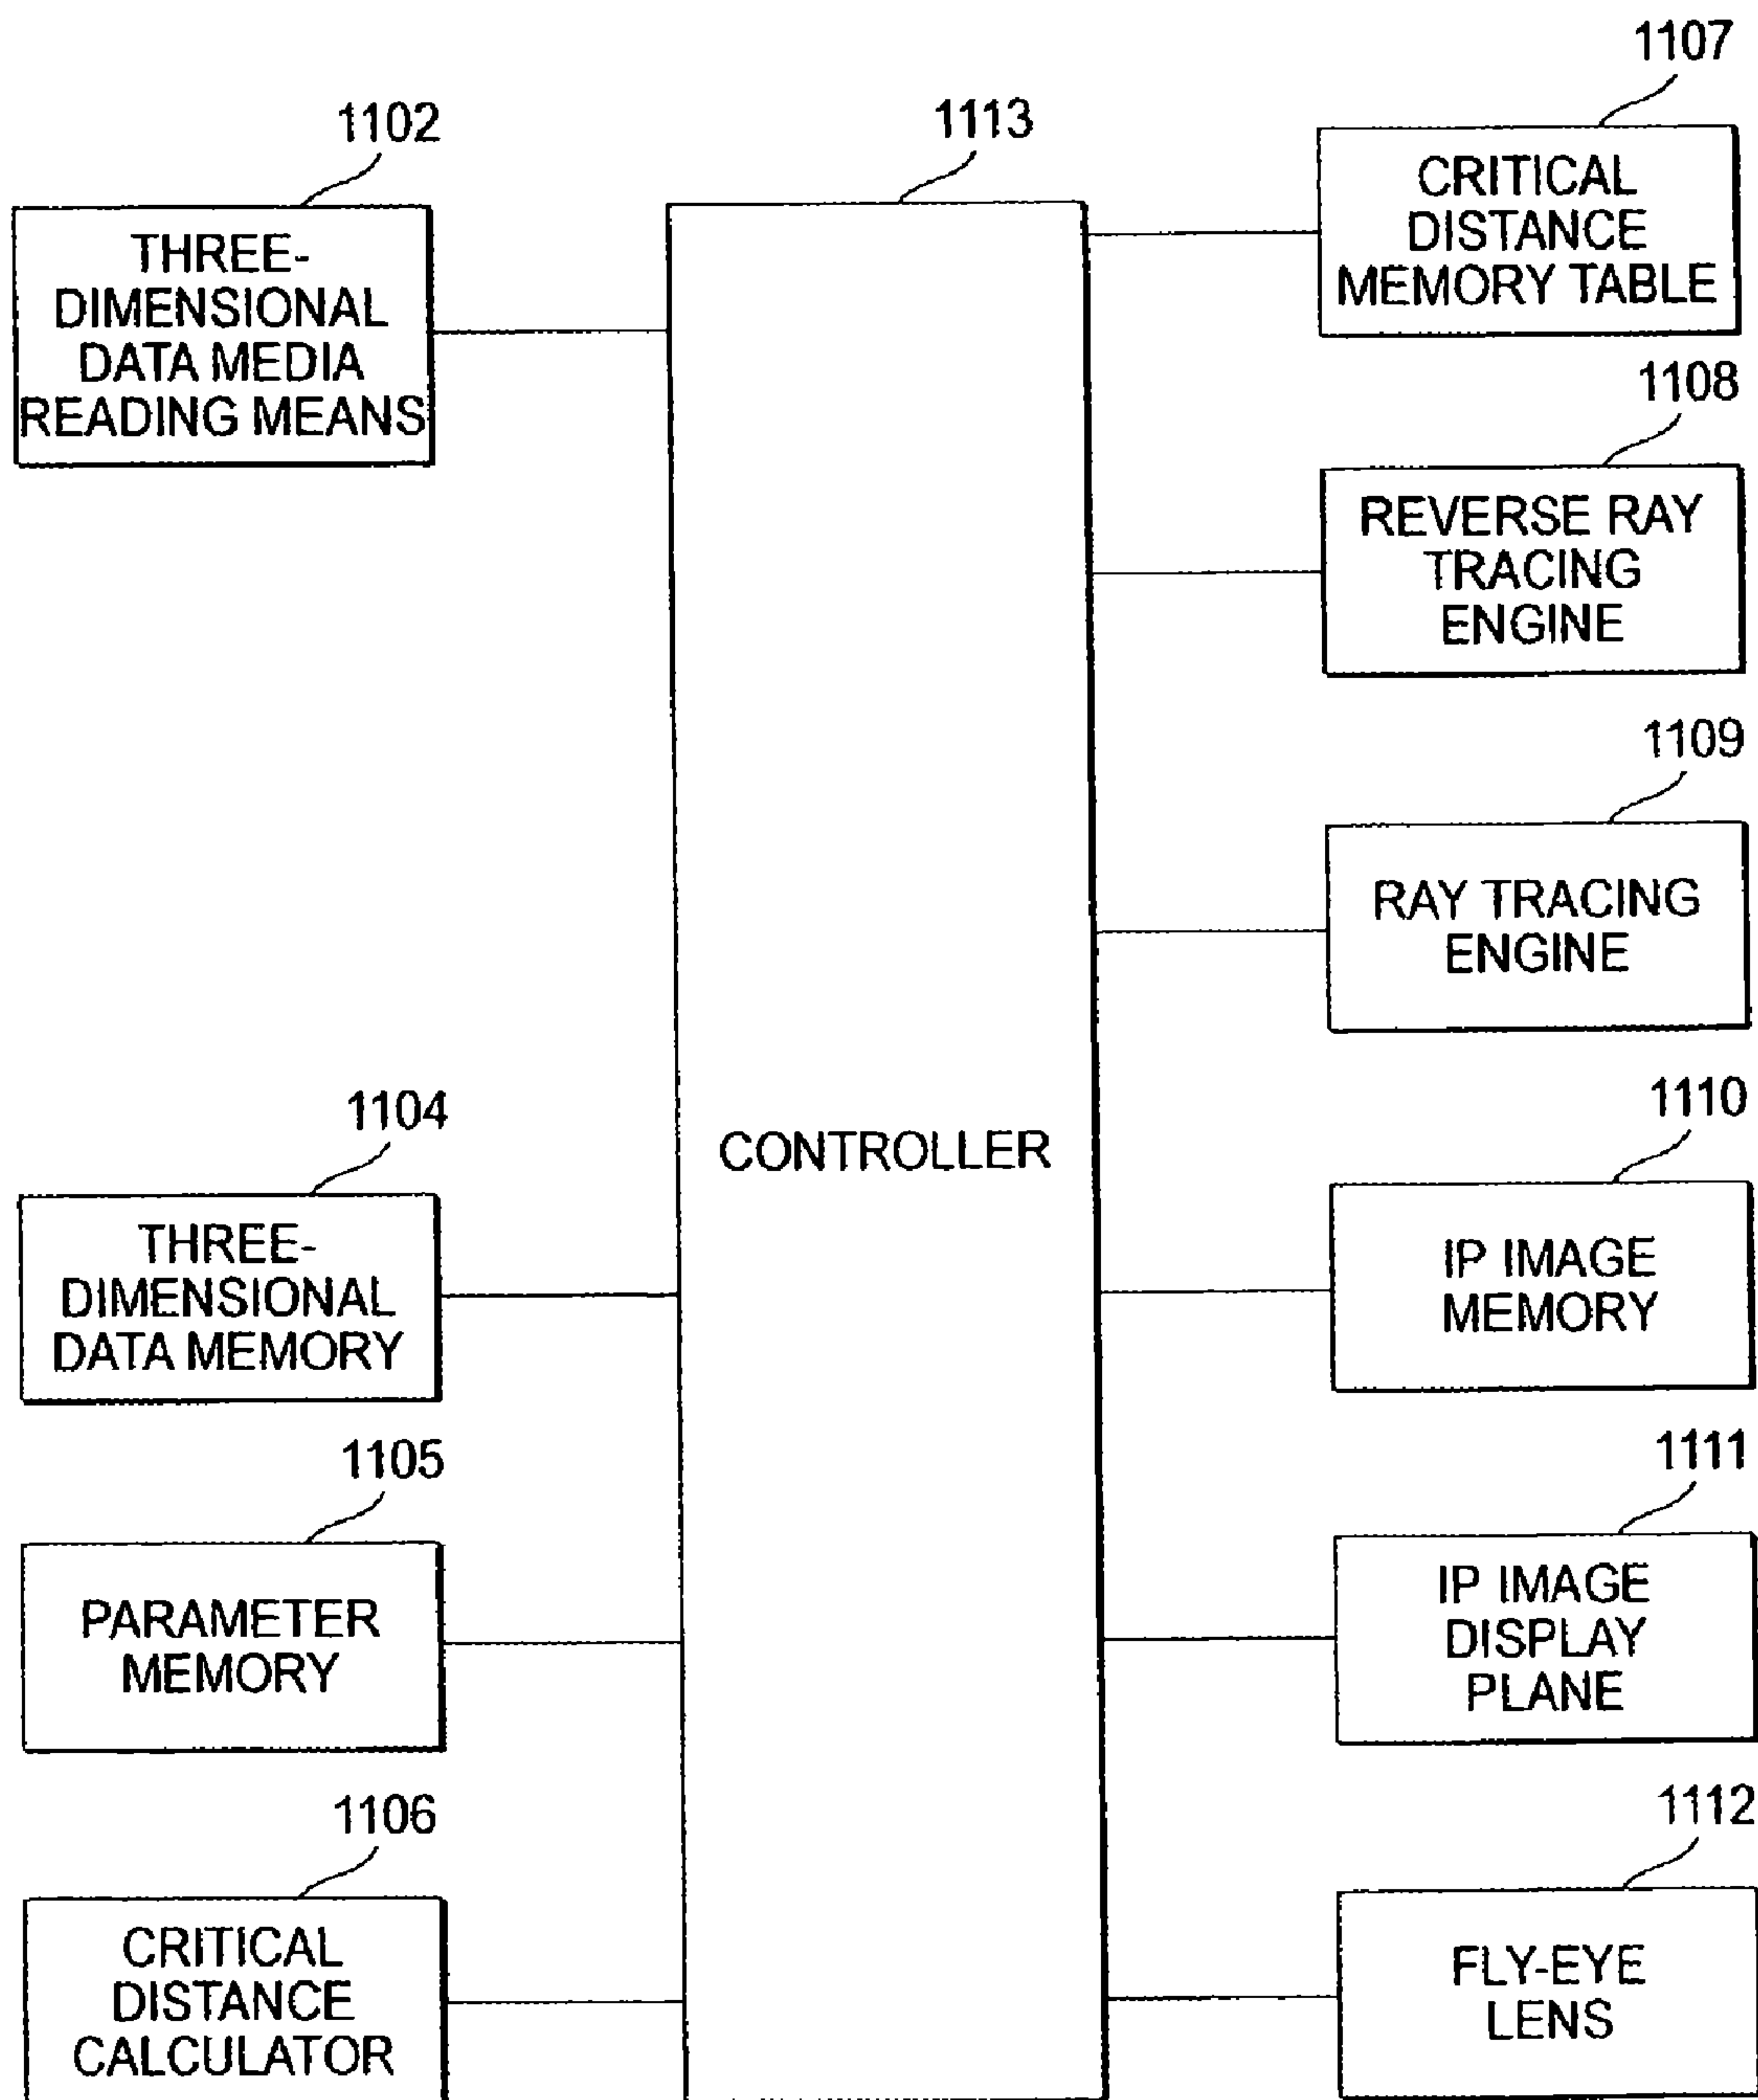 1107
1102
1113
CRITICAL
DISTANCE
MEMORY TABLE
THREE-
DIMENSIONAL
DATA MEDIA
READING MEANS
1108
REVERSE RAY
TRACING
ENGINE
1109
RAY TRACING
ENGINE
1104
1110
CONTROLLER
THREE-
DIMENSIONAL
DATA MEMORY
IP IMAGE
MEMORY
1105
1111
PARAMETER
MEMORY
IP IMAGE
DISPLAY
PLANE
1106
1112
CRITICAL
DISTANCE
CALCULATOR
FLY-EYE
LENS